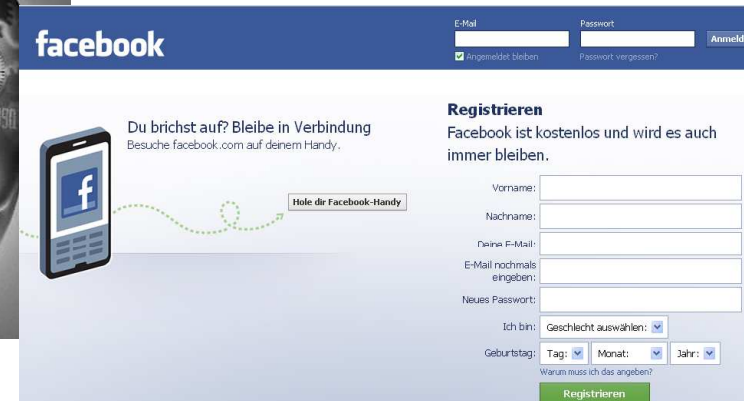 facebook
E-Mail
Passwort
Angemeldet bleiben
Passwort vergessen?
Du brichst auf? Bleibe in Verbindung
Besuche facebook.com auf deinem Handy.
f
Hole dir Facebook-Handy
Registrieren
Facebook ist kostenlos und wird es auch
immer bleiben.
Vorname:
Nachname:
Deine E-Mail:
E-Mail nochmals
eingeben:
Neues Passwort:
Ich bin: Geschlecht auswählen:
Geburtstag: Tag: Monat: Jahr:
Warum muss ich das angeben?
Registrieren